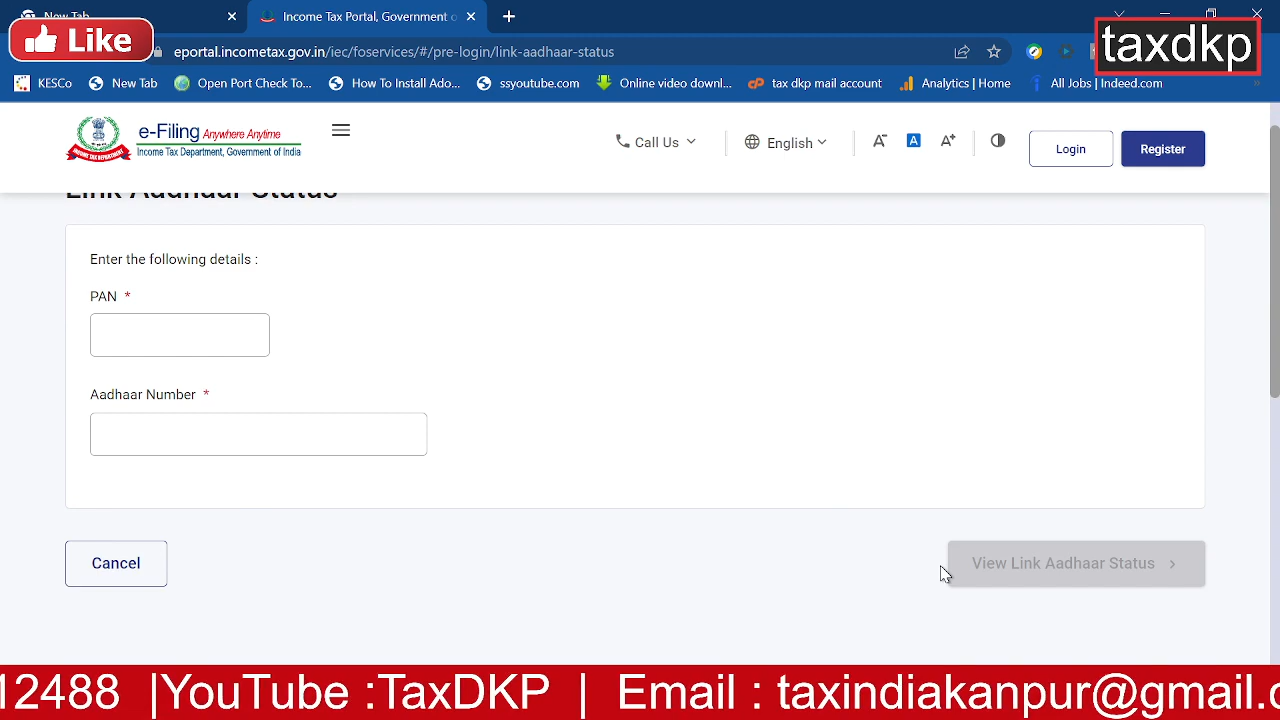 New Tab
Income Tax Portal, Government o
Like
eportal.incometax.gov.in/iec/foservices/#/pre-login/link-aadhaar-status
taxdkp
KESCo
New Tab
Open Port Check To...
How To Install Ado...
ssyoutube.com
Online video downl...
tax dkp mail account
Analytics | Home
All Jobs | Indeed.com
e-Filing Anywhere Anytime
Income Tax Department, Government of India
INCOME TAX DEPARTMENT
Call Us
English
A-
A
A+
Login
Register
Link Aadhaar Status
Enter the following details :
PAN *
Aadhaar Number *
Cancel
View Link Aadhaar Status >
12488 |YouTube :TaxDKP | Email : taxindiakanpur@gmail.c